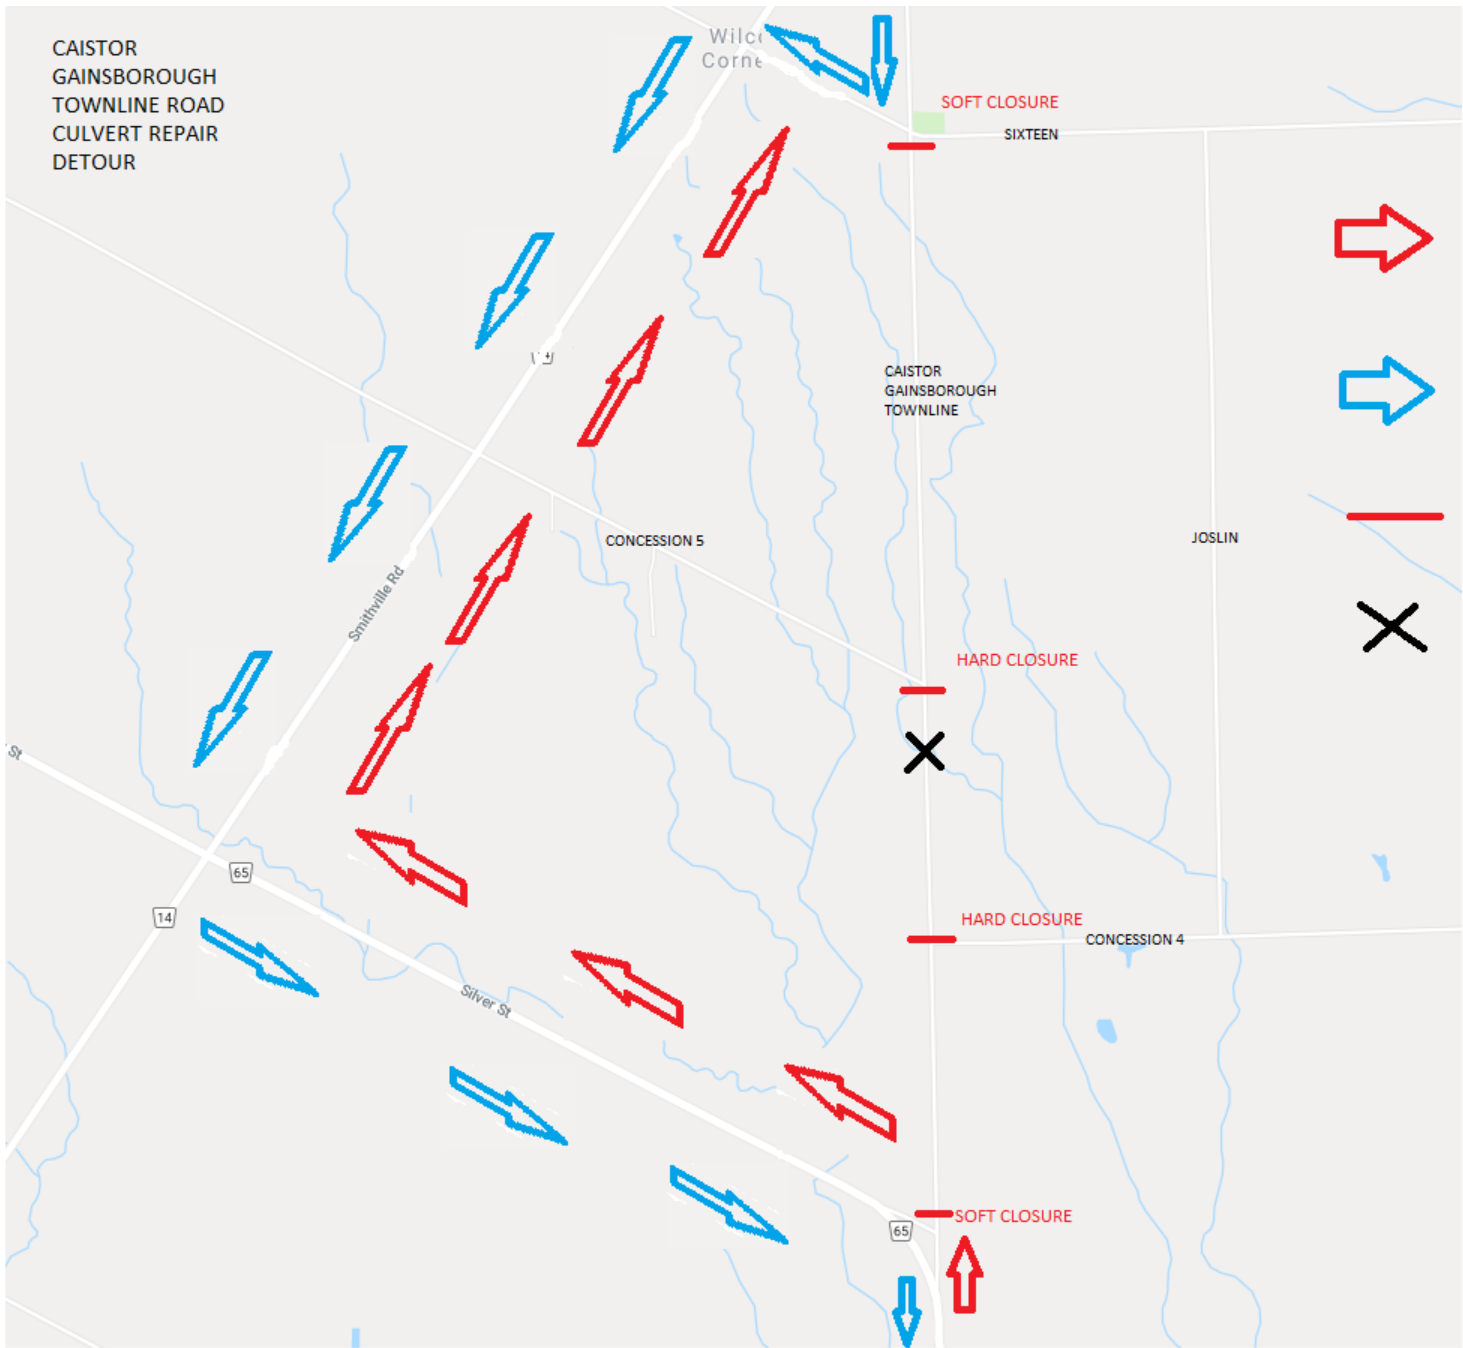 CAISTOR
GAINSBOROUGH
TOWNLINE ROAD
CULVERT REPAIR
DETOUR
SOFT CLOSURE
SIXTEEN
CAISTOR
GAINSBOROUGH
TOWNLINE
CONCESSION 5
JOSLIN
Smithville Rd
HARD CLOSURE
St
65
14
HARD CLOSURE
CONCESSION 4
Silver St
SOFT CLOSURE
65